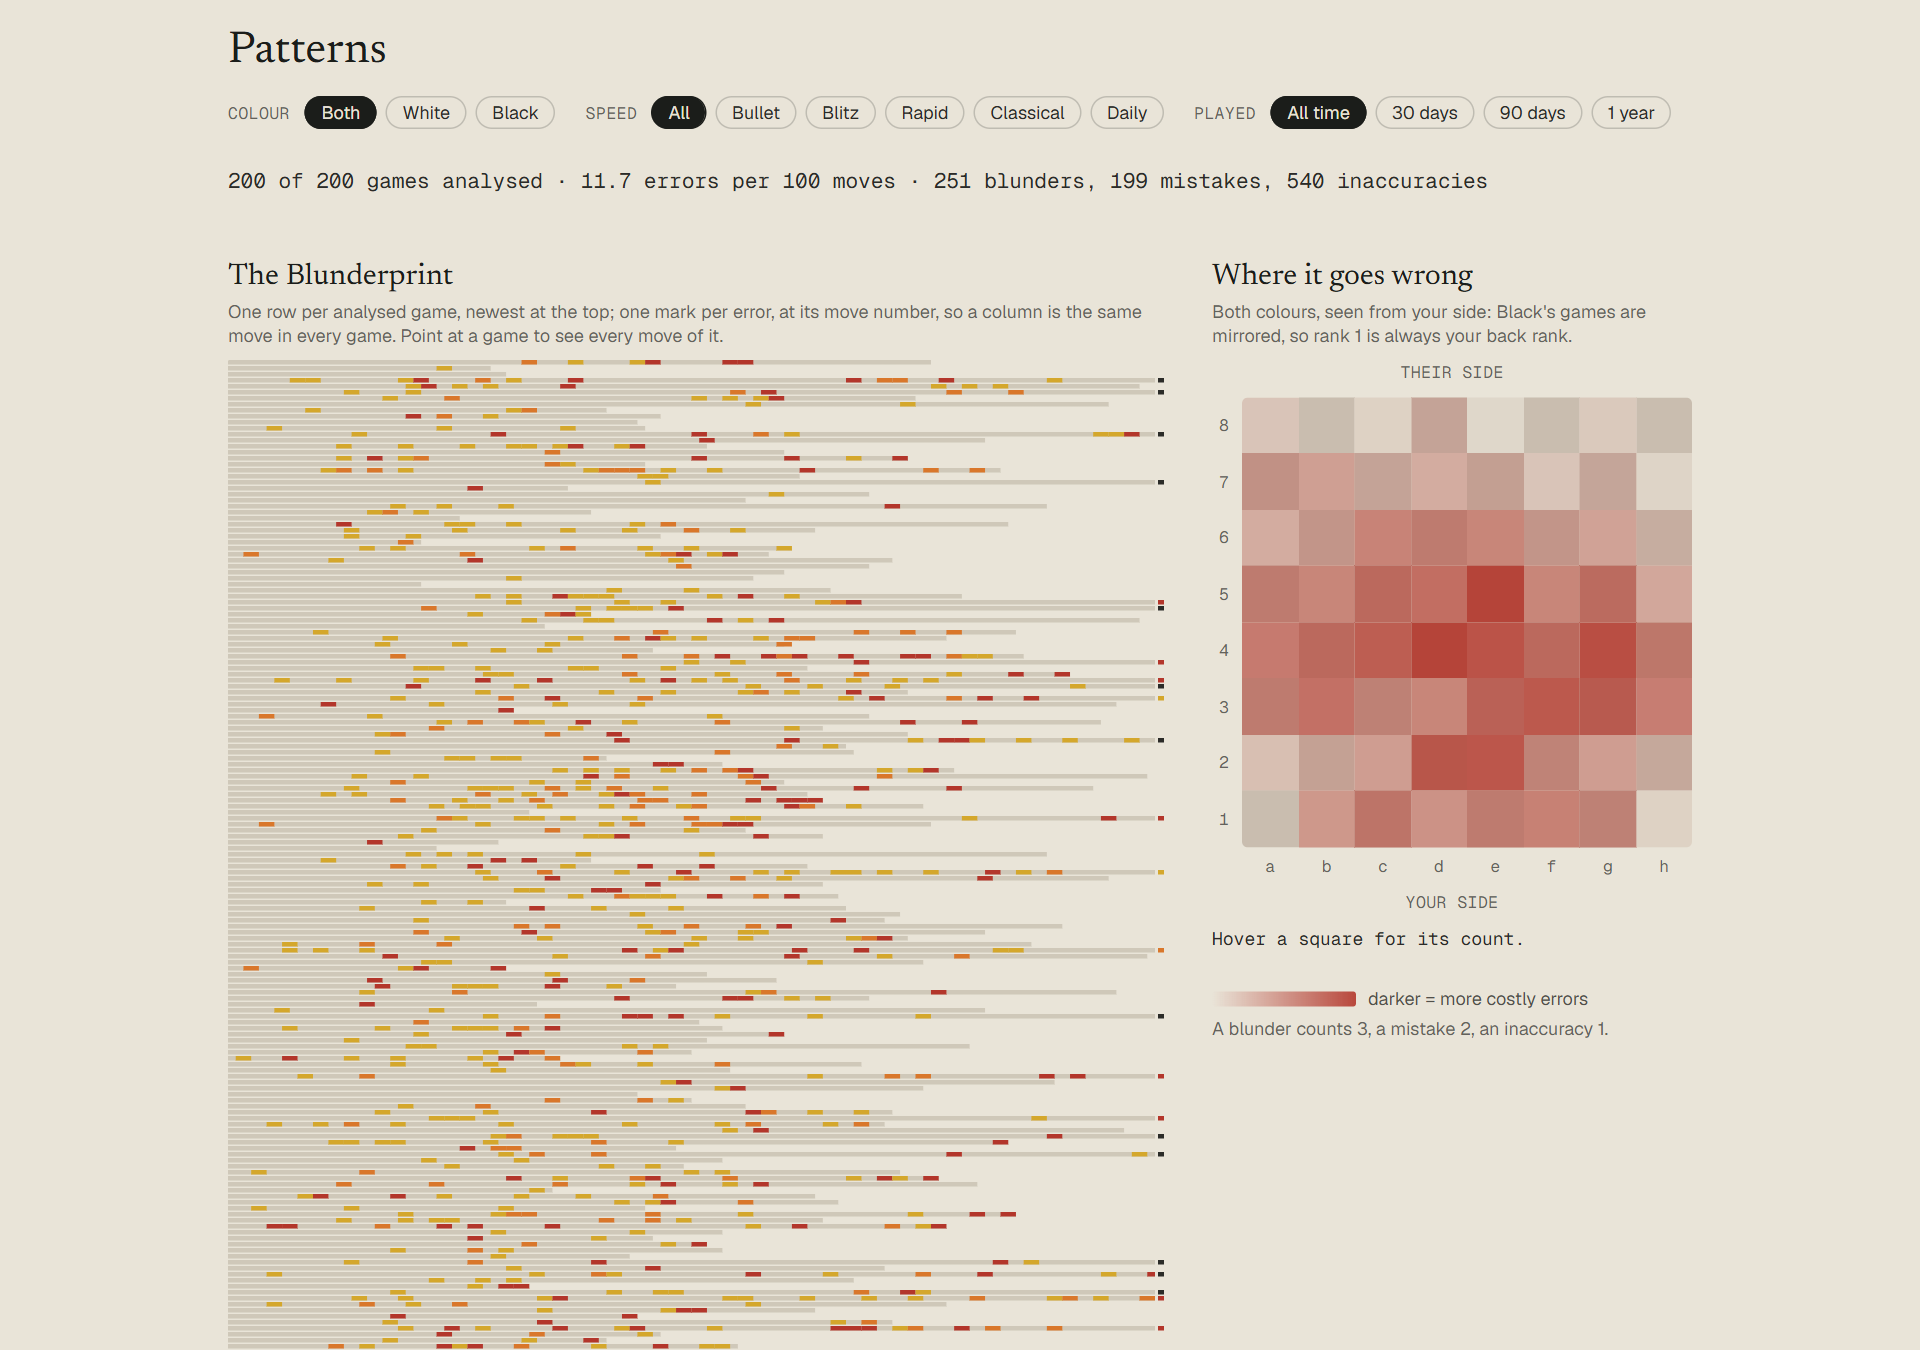 Patterns
COLOUR Both White Black SPEED All Bullet Blitz Rapid Classical Daily PLAYED All time 30 days 90 days 1 year
200 of 200 games analysed · 11.7 errors per 100 moves · 251 blunders, 199 mistakes, 540 inaccuracies
The Blunderprint
One row per analysed game, newest at the top; one mark per error, at its move number, so a column is the same
move in every game. Point at a game to see every move of it.
Where it goes wrong
Both colours, seen from your side: Black's games are
mirrored, so rank 1 is always your back rank.
THEIR SIDE
8
7
6
5
4
3
2
1
a b c d e f g h
YOUR SIDE
Hover a square for its count.
darker = more costly errors
A blunder counts 3, a mistake 2, an inaccuracy 1.